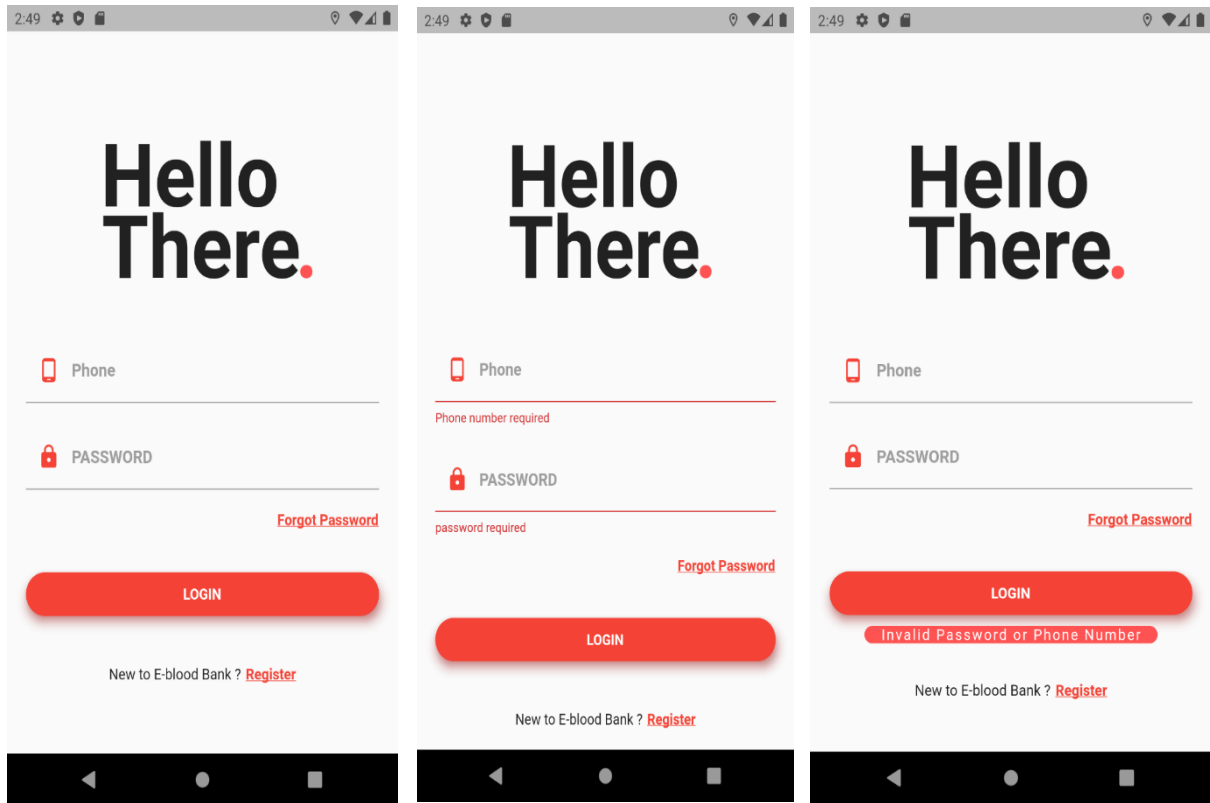 2:49
Hello
There.
Phone
PASSWORD
Forgot Password
LOGIN
New to E-blood Bank ? Register
2:49
Hello
There.
Phone
Phone number required
PASSWORD
password required
Forgot Password
LOGIN
New to E-blood Bank ? Register
2:49
Hello
There.
Phone
PASSWORD
Forgot Password
LOGIN
Invalid Password or Phone Number
New to E-blood Bank ? Register